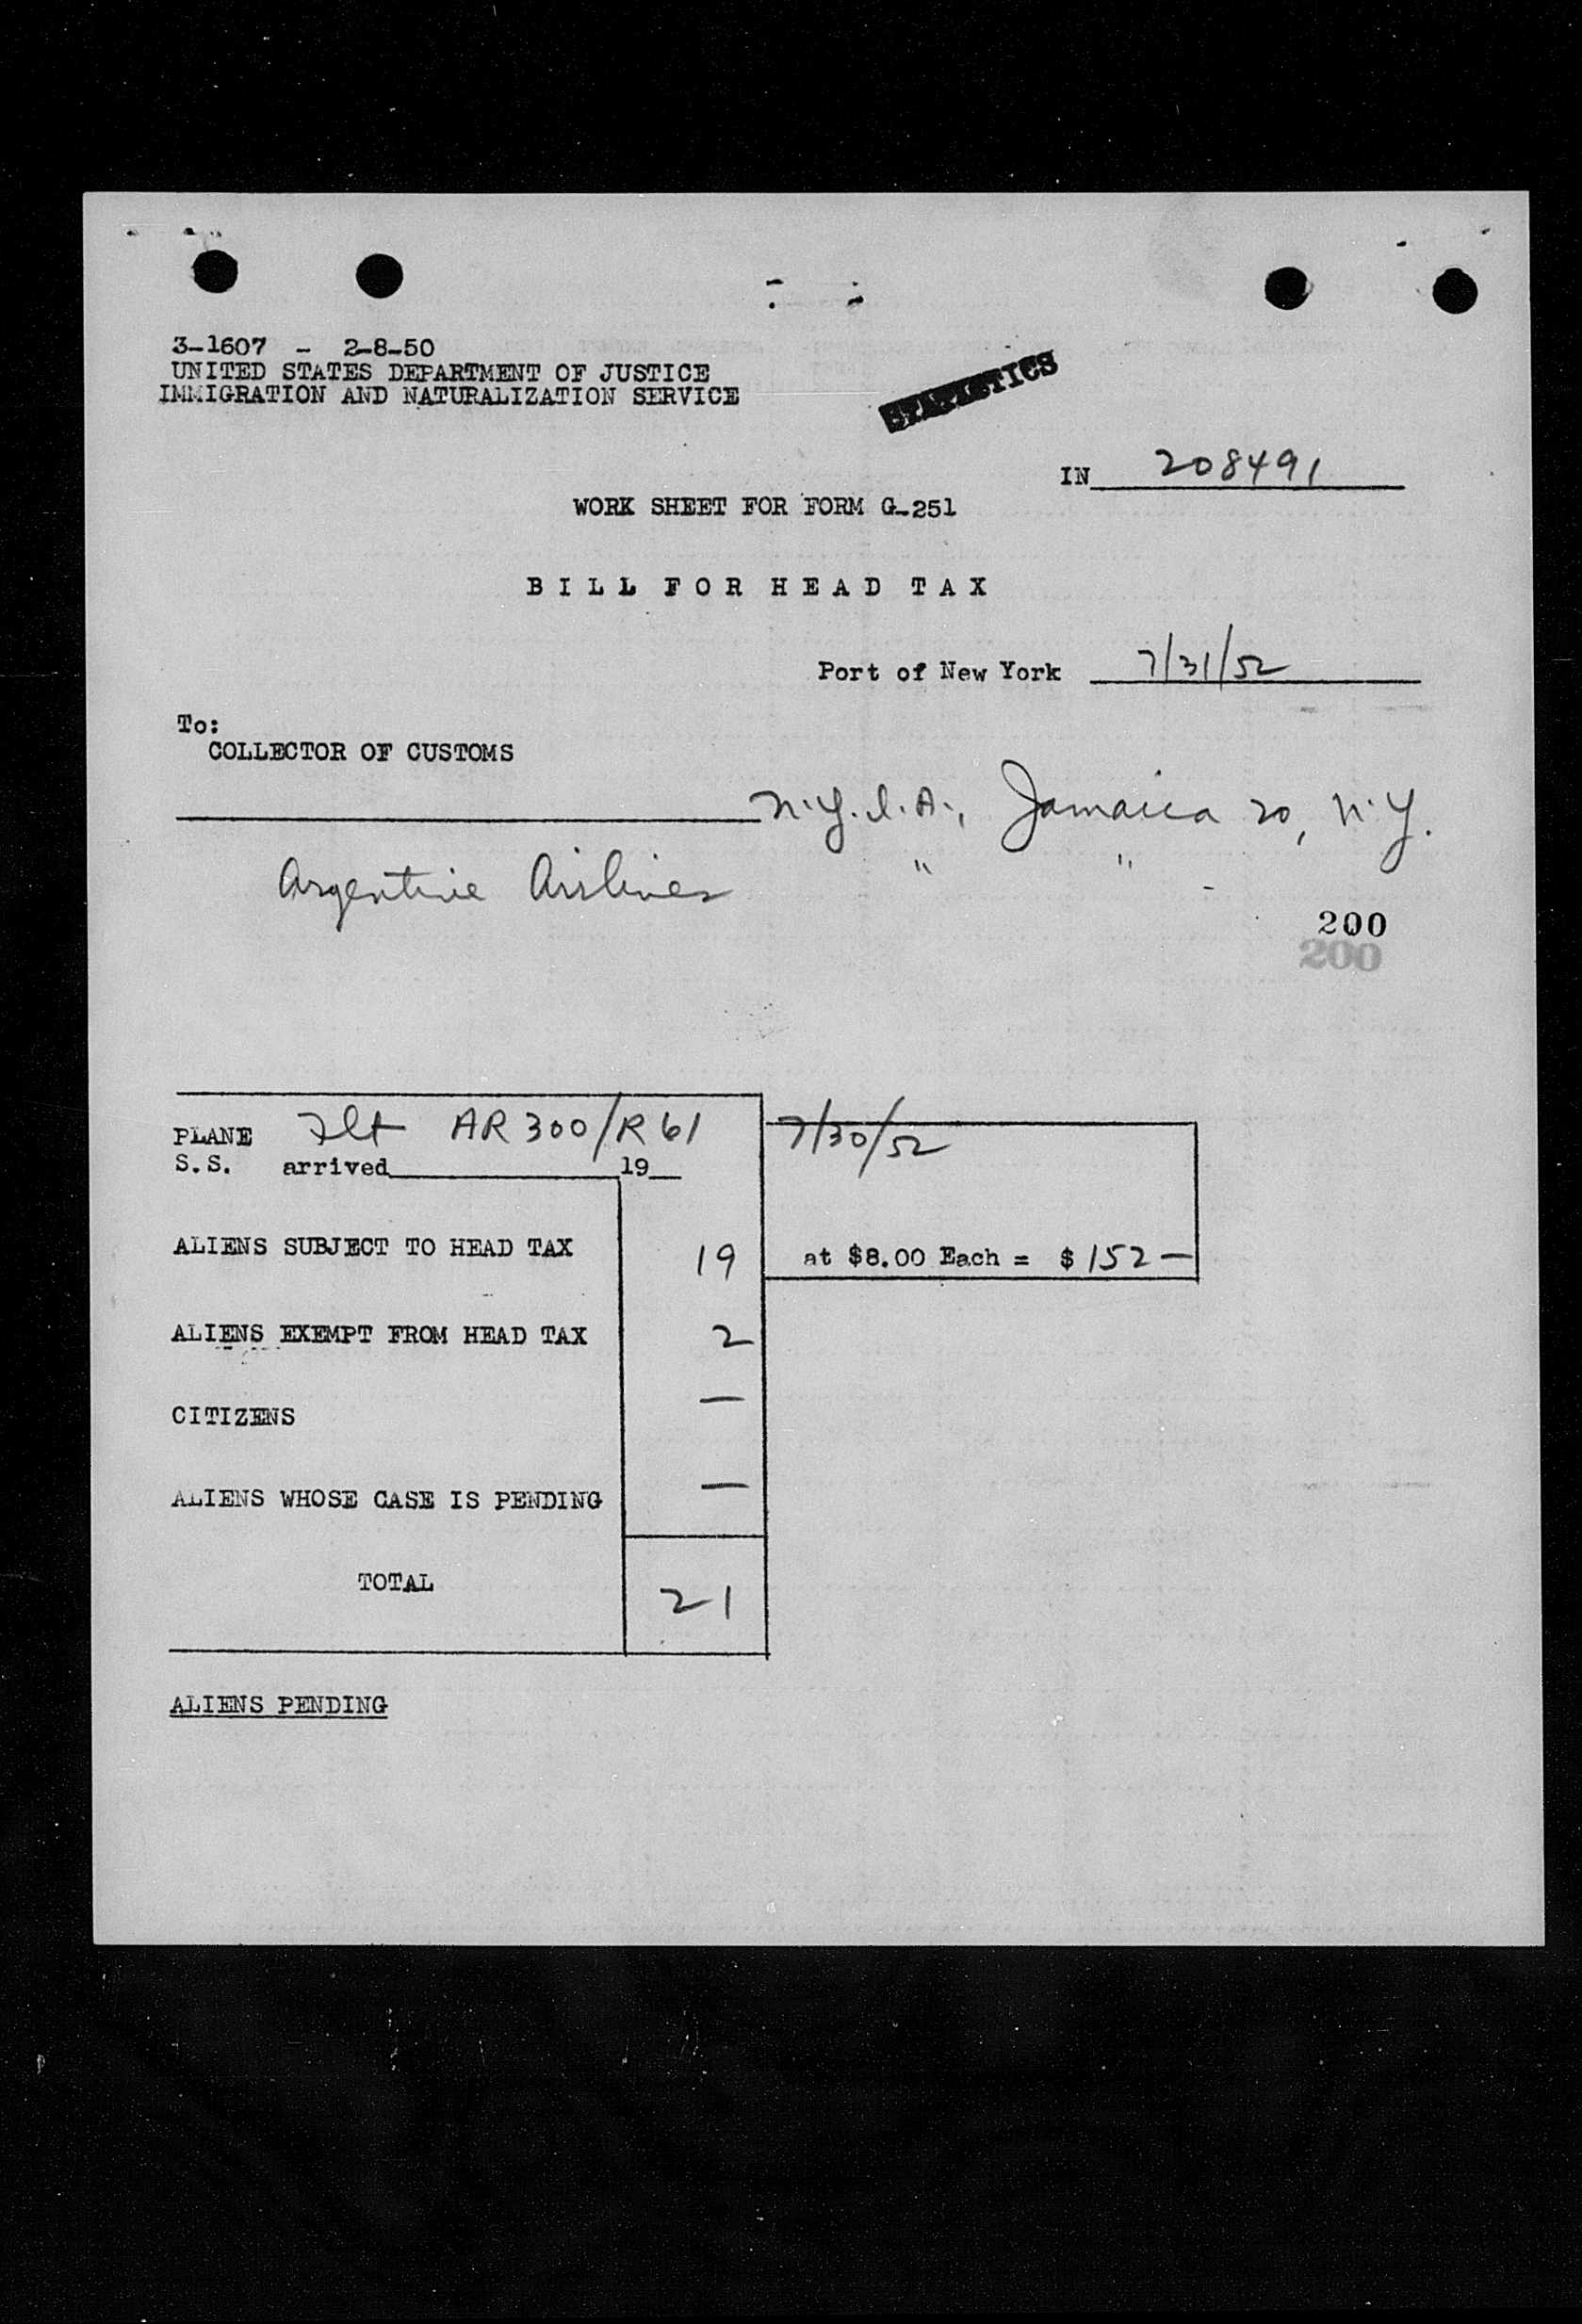 3-1607 - 2-8-50
UNITED STATES DEPARTMENT OF JUSTICE
IMMIGRATION AND NATURALIZATION SERVICE
STATISTICS
IN 208491
WORK SHEET FOR FORM G-251
BILL FOR HEAD TAX
Port of New York 7/31/52
To:
COLLECTOR OF CUSTOMS
N.Y.I.A., Jamaica 20, N.Y.
Argentine Airlines " "
200
200
PLANE Flt AR 300/R61 7/30/52
S.S. arrived 19
ALIENS SUBJECT TO HEAD TAX 19 at $8.00 Each = $ 152 —
ALIENS EXEMPT FROM HEAD TAX 2
CITIZENS —
ALIENS WHOSE CASE IS PENDING —
TOTAL 21
ALIENS PENDING